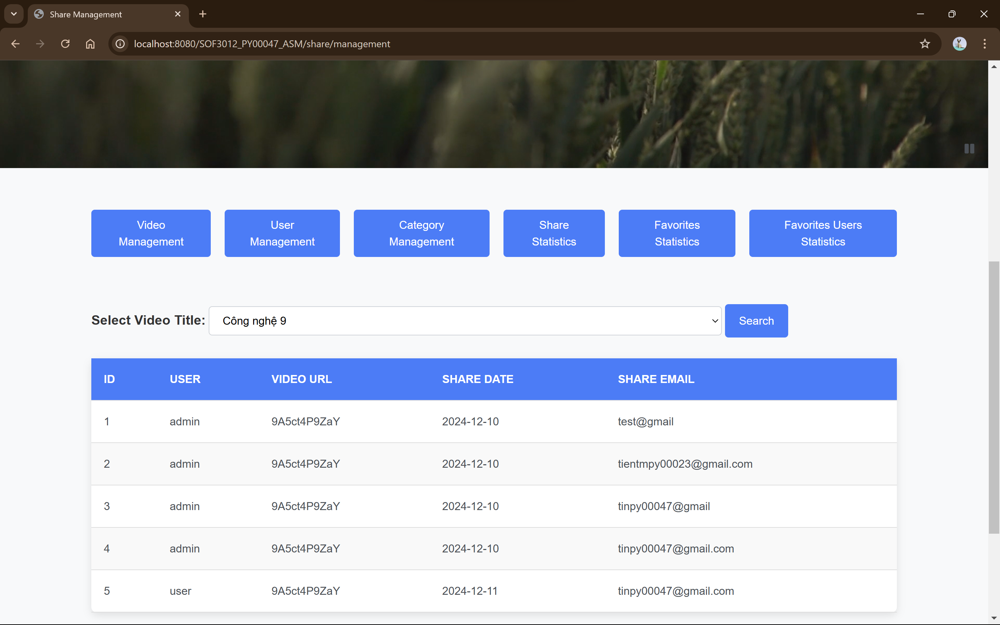 Share Management
localhost:8080/SOF3012_PY00047_ASM/share/management
Video Management
User Management
Category Management
Share Statistics
Favorites Statistics
Favorites Users Statistics
Select Video Title: Công nghệ 9 Search
ID USER VIDEO URL SHARE DATE SHARE EMAIL
1 admin 9A5ct4P9ZaY 2024-12-10 test@gmail
2 admin 9A5ct4P9ZaY 2024-12-10 tientmpy00023@gmail.com
3 admin 9A5ct4P9ZaY 2024-12-10 tinpy00047@gmail
4 admin 9A5ct4P9ZaY 2024-12-10 tinpy00047@gmail.com
5 user 9A5ct4P9ZaY 2024-12-11 tinpy00047@gmail.com